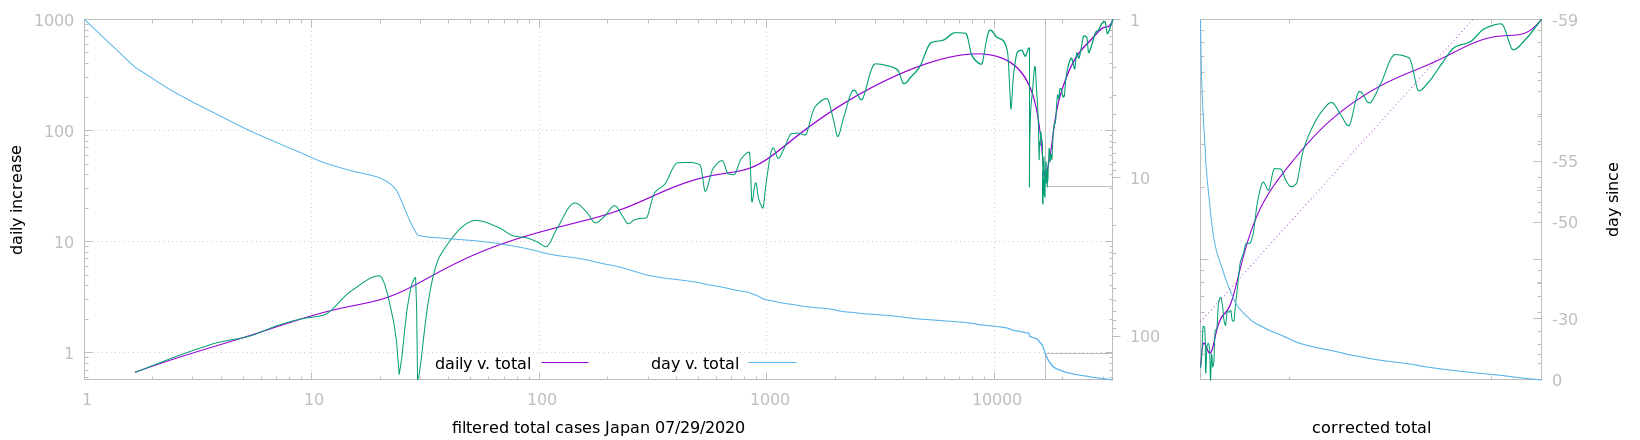 1000
100
10
1
daily increase
1
10
100
1000
10000
filtered total cases Japan 07/29/2020
daily v. total
day v. total
1
10
100
-59
-55
-50
-30
0
day since
corrected total